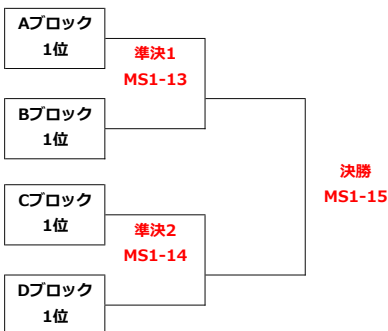 Aブロック
1位
準決1
MS1-13
Bブロック
1位
決勝
MS1-15
Cブロック
1位
準決2
MS1-14
Dブロック
1位